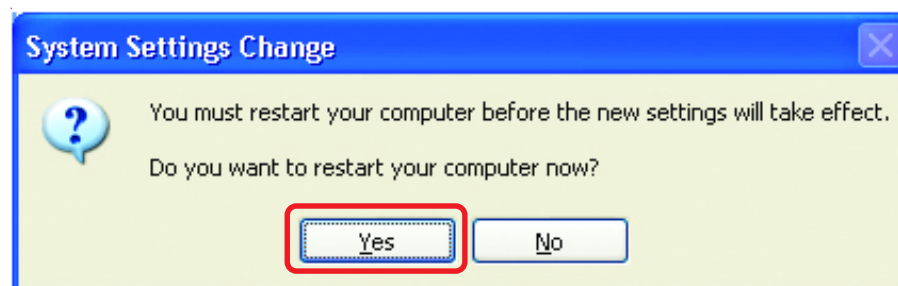 System Settings Change
You must restart your computer before the new settings will take effect.
Do you want to restart your computer now?
Yes
No